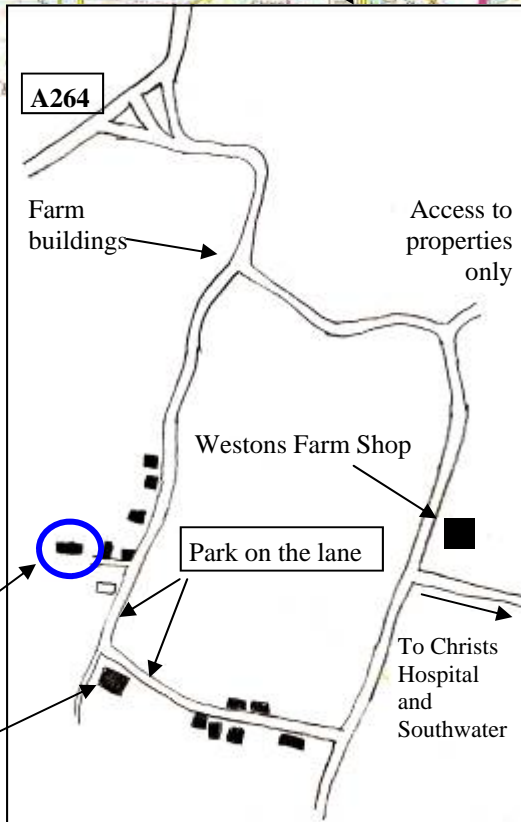 A264
Farm
buildings
Access to
properties
only
Westons Farm Shop
Park on the lane
To Christs
Hospital
and
Southwater